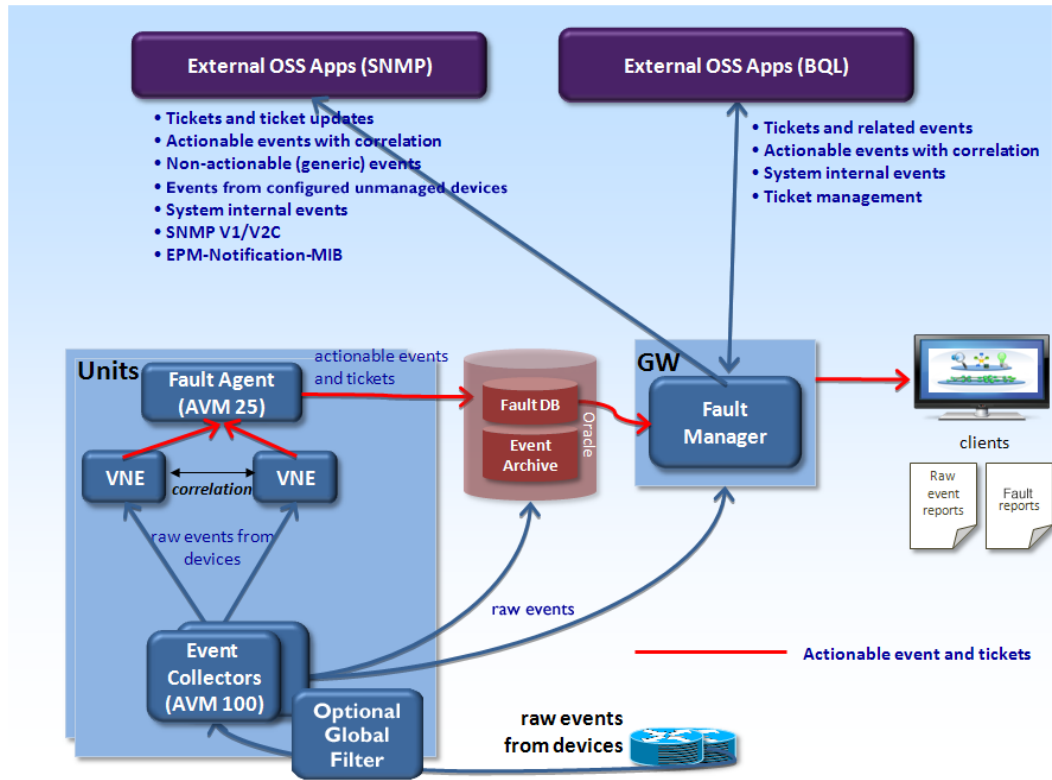 External OSS Apps (SNMP)
External OSS Apps (BQL)
• Tickets and ticket updates
• Actionable events with correlation
• Non-actionable (generic) events
• Events from configured unmanaged devices
• System internal events
• SNMP V1/V2C
• EPM-Notification-MIB
• Tickets and related events
• Actionable events with correlation
• System internal events
• Ticket management
Units
Fault Agent
(AVM 25)
actionable events
and tickets
VNE
correlation
VNE
raw events from
devices
Event
Collectors
(AVM 100)
Optional
Global
Filter
Fault DB
Event
Archive
Oracle
GW
Fault
Manager
clients
Raw
event
reports
Fault
reports
raw events
Actionable event and tickets
raw events
from devices